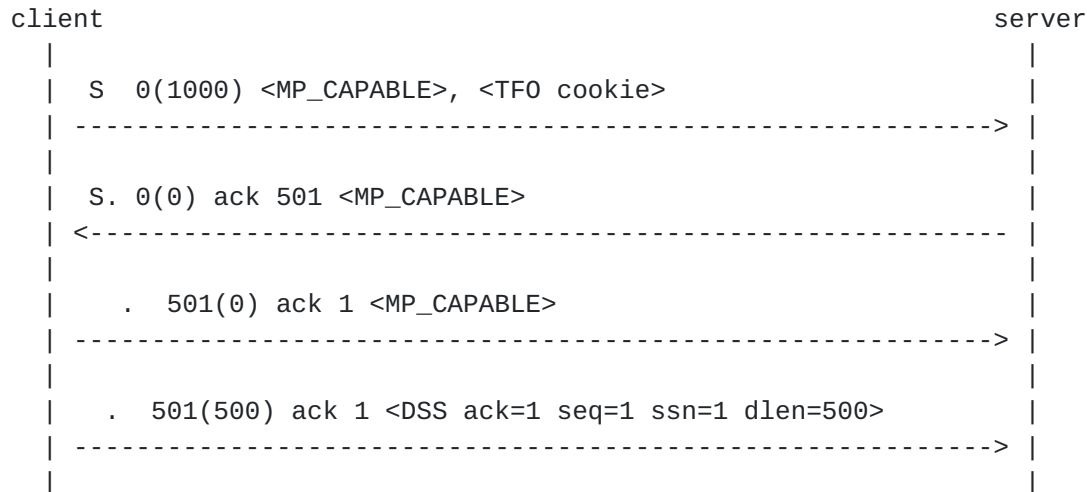 client                                                         server
   |                                                              |
   |  S  0(1000) <MP_CAPABLE>, <TFO cookie>                       |
   | -----------------------------------------------------------> |
   |                                                              |
   |  S. 0(0) ack 501 <MP_CAPABLE>                                |
   | <----------------------------------------------------------- |
   |                                                              |
   |    .  501(0) ack 1 <MP_CAPABLE>                              |
   | -----------------------------------------------------------> |
   |                                                              |
   |   .  501(500) ack 1 <DSS ack=1 seq=1 ssn=1 dlen=500>         |
   | -----------------------------------------------------------> |
   |                                                              |